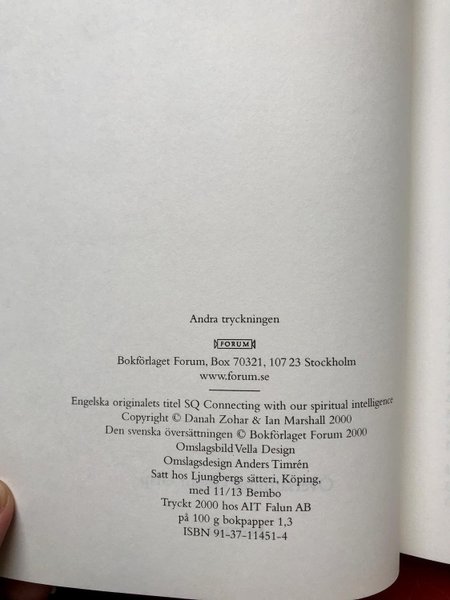 Andra tryckningen
FORUM
Bokförlaget Forum, Box 70321, 107 23 Stockholm
www.forum.se
Engelska originalets titel SQ Connecting with our spiritual intelligence
Copyright © Danah Zohar & Ian Marshall 2000
Den svenska översättningen © Bokförlaget Forum 2000
Omslagsbild Vella Design
Omslagsdesign Anders Timrén
Satt hos Ljungbergs sätteri, Köping,
med 11/13 Bembo
Tryckt 2000 hos AIT Falun AB
på 100 g bokpapper 1,3
ISBN 91-37-11451-4